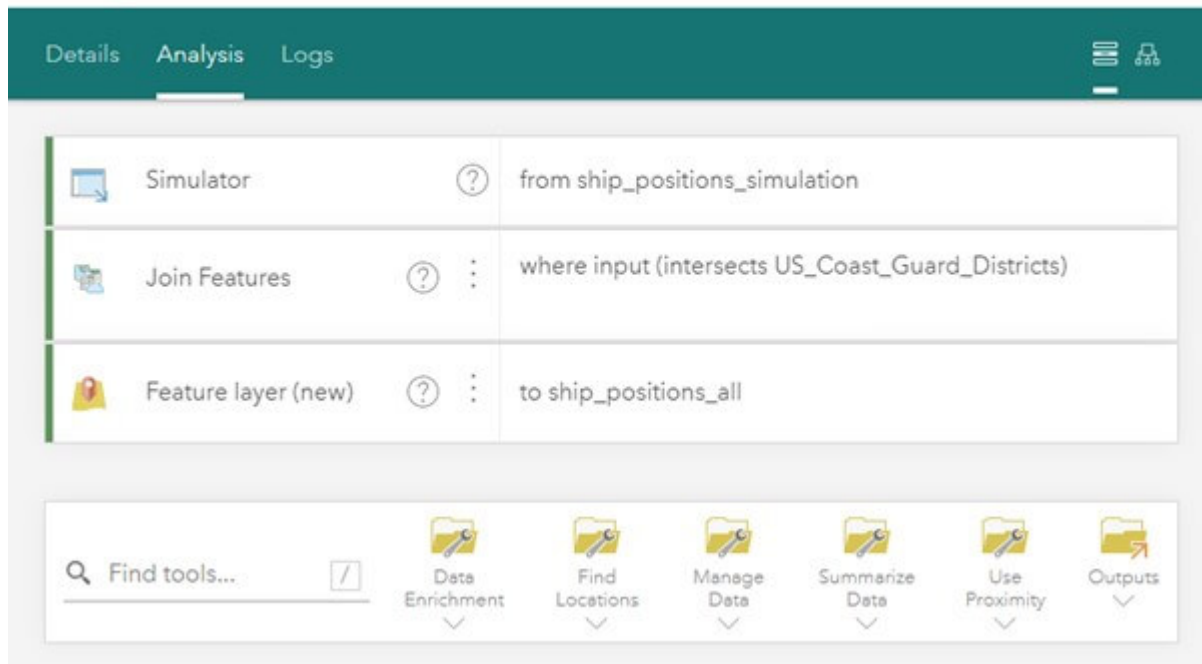 Details Analysis Logs
Simulator ? from ship_positions_simulation
Join Features ? where input (intersects US_Coast_Guard_Districts)
Feature layer (new) ? to ship_positions_all
Find tools... /
Data Enrichment
Find Locations
Manage Data
Summarize Data
Use Proximity
Outputs